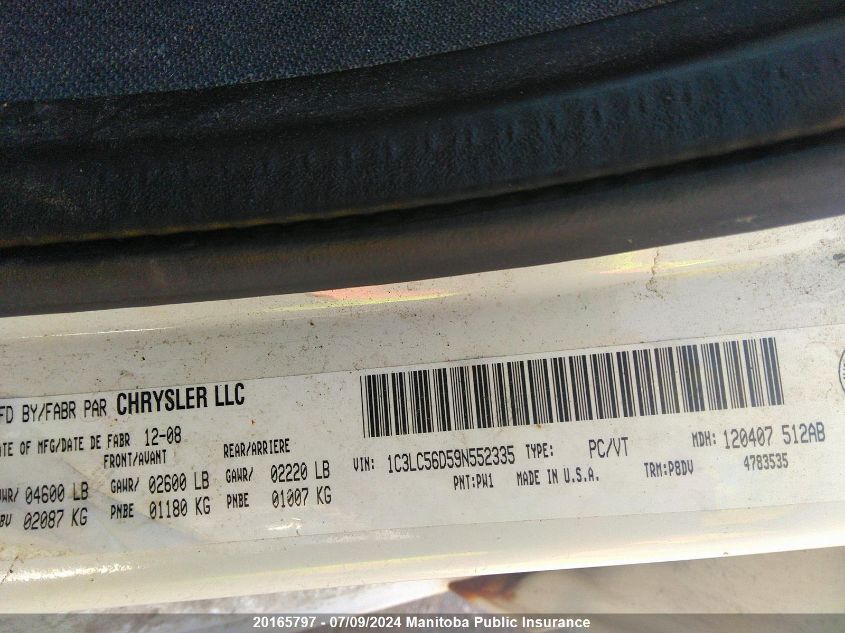 FD BY/FABR PAR CHRYSLER LLC
ATE OF MFG/DATE DE FABR 12-08
FRONT/AVANT REAR/ARRIERE
04600 LB GAWR/ 02600 LB GAWR/ 02220 LB
02087 KG PNBE 01180 KG PNBE 01007 KG
VIN: 1C3LC56D59N552335 TYPE: PC/VT MDH: 120407 512AB
PNT:PW1 MADE IN U.S.A. TRM:P8DV 4783535
20165797 - 07/09/2024 Manitoba Public Insurance